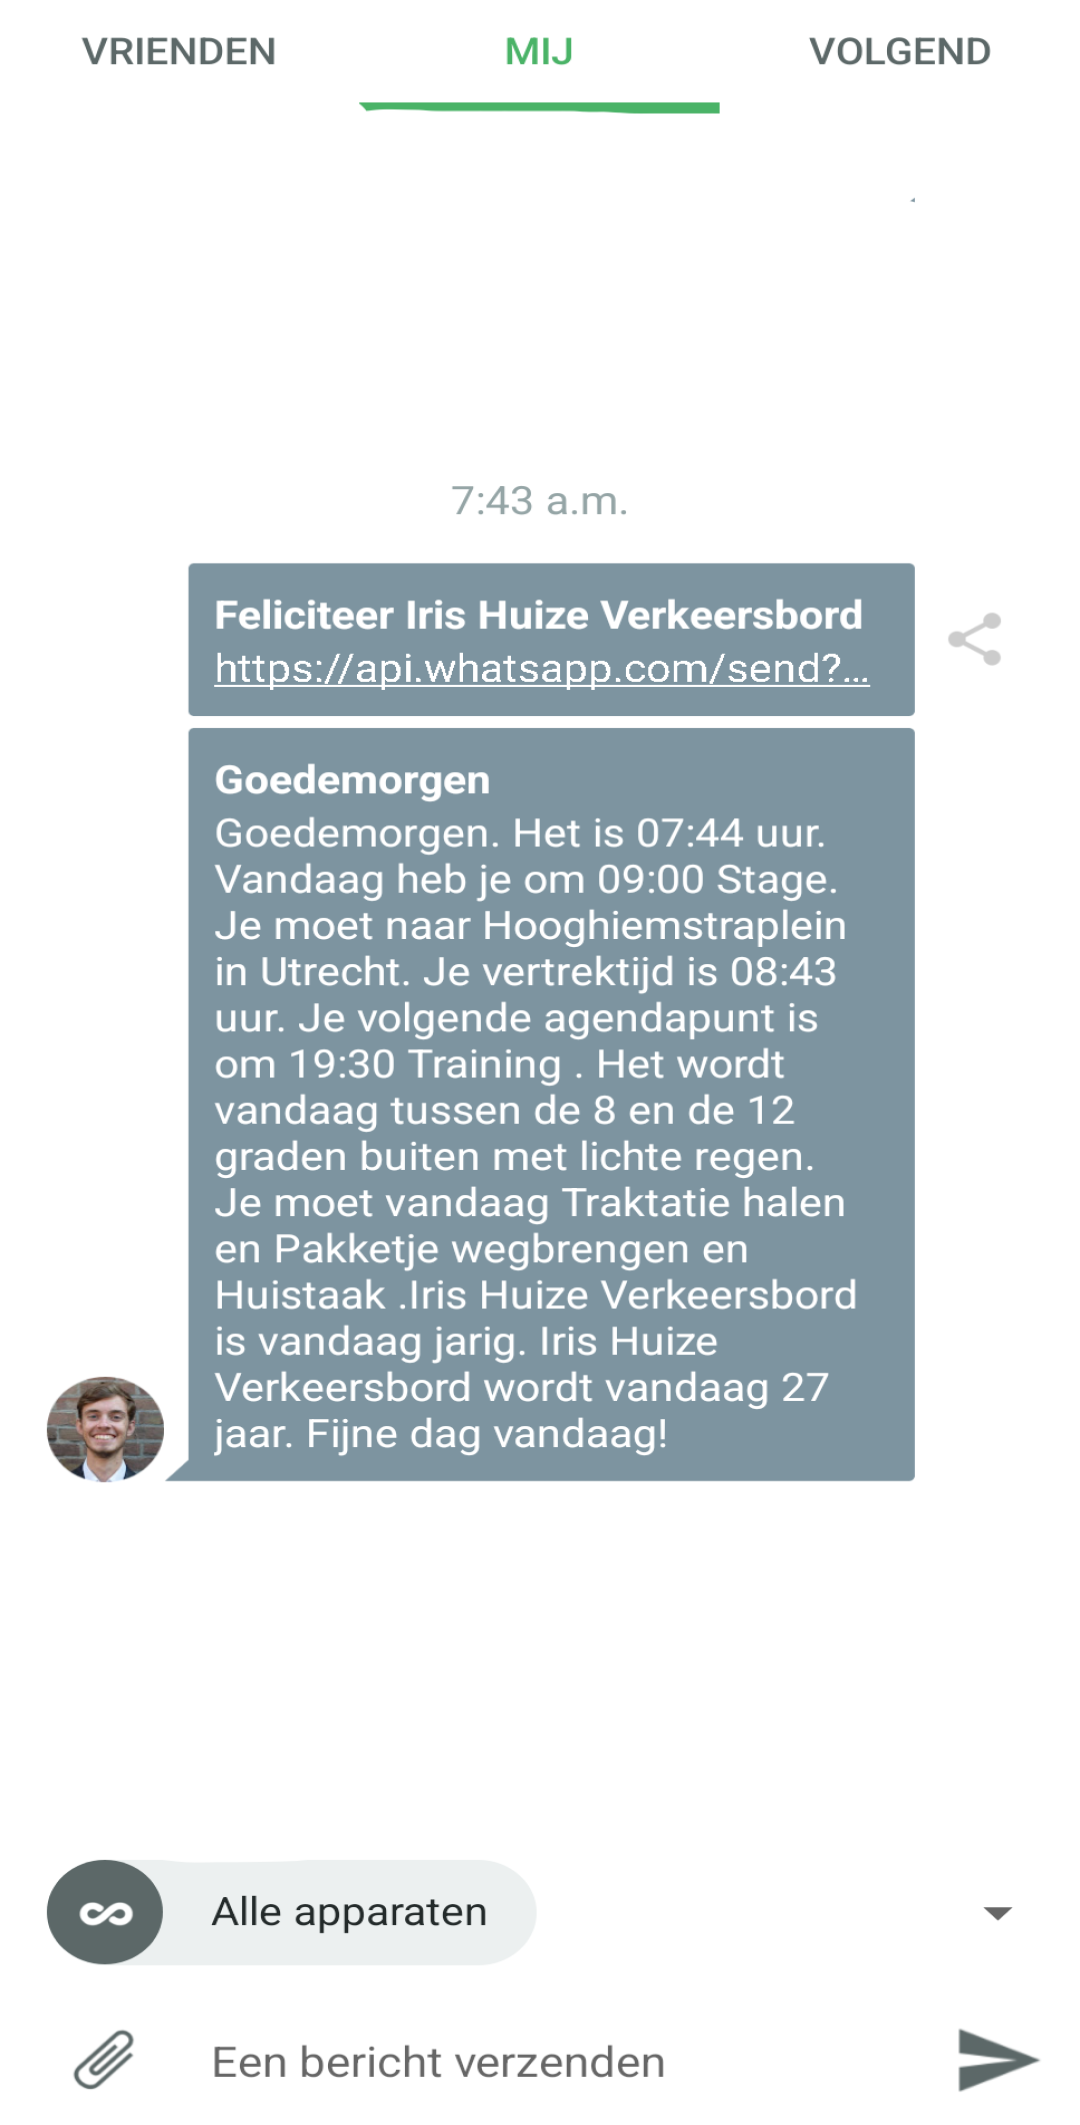 VRIENDEN MIJ VOLGEND
7:43 a.m.
Feliciteer Iris Huize Verkeersbord
https://api.whatsapp.com/send?...
Goedemorgen
Goedemorgen. Het is 07:44 uur.
Vandaag heb je om 09:00 Stage.
Je moet naar Hooghiemstraplein
in Utrecht. Je vertrektijd is 08:43
uur. Je volgende agendapunt is
om 19:30 Training . Het wordt
vandaag tussen de 8 en de 12
graden buiten met lichte regen.
Je moet vandaag Traktatie halen
en Pakketje wegbrengen en
Huistaak .Iris Huize Verkeersbord
is vandaag jarig. Iris Huize
Verkeersbord wordt vandaag 27
jaar. Fijne dag vandaag!
Alle apparaten
Een bericht verzenden